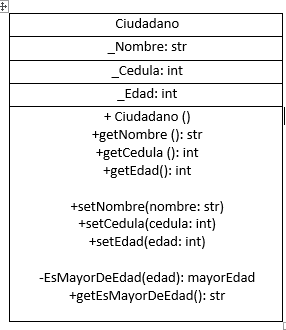 Ciudadano
_Nombre: str
_Cedula: int
_Edad: int
+ Ciudadano ()
+getNombre (): str
+getCedula (): int
+getEdad(): int
+setNombre(nombre: str)
+setCedula(cedula: int)
+setEdad(edad: int)
-EsMayorDeEdad(edad): mayorEdad
+getEsMayorDeEdad(): str